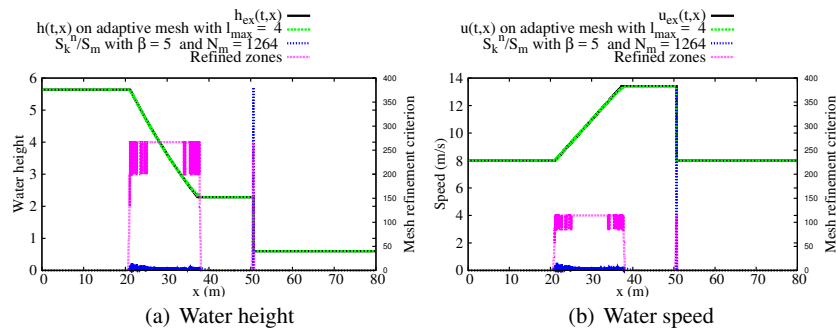 h_ex(t,x)
h(t,x) on adaptive mesh with l_max = 4
S_k^n/S_m with β = 5 and N_m = 1264
Refined zones
Water height
6
5
4
3
2
1
0
0 10 20 30 40 50 60 70 80
x (m)
400
350
300
250
200
150
100
50
0
Mesh refinement criterion
(a) Water height
u_ex(t,x)
u(t,x) on adaptive mesh with l_max = 4
S_k^n/S_m with β = 5 and N_m = 1264
Refined zones
Speed (m/s)
14
12
10
8
6
4
2
0
0 10 20 30 40 50 60 70 80
x (m)
400
350
300
250
200
150
100
50
0
Mesh refinement criterion
(b) Water speed